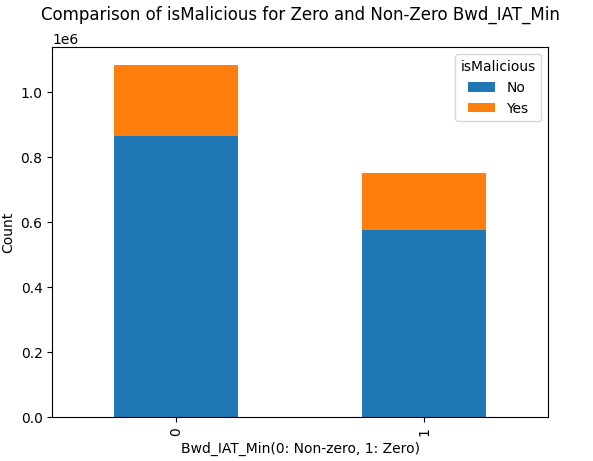 Comparison of isMalicious for Zero and Non-Zero Bwd_IAT_Min
1e6
isMalicious
No
Yes
1.0
0.8
0.6
0.4
0.2
0.0
Count
0
1
Bwd_IAT_Min(0: Non-zero, 1: Zero)